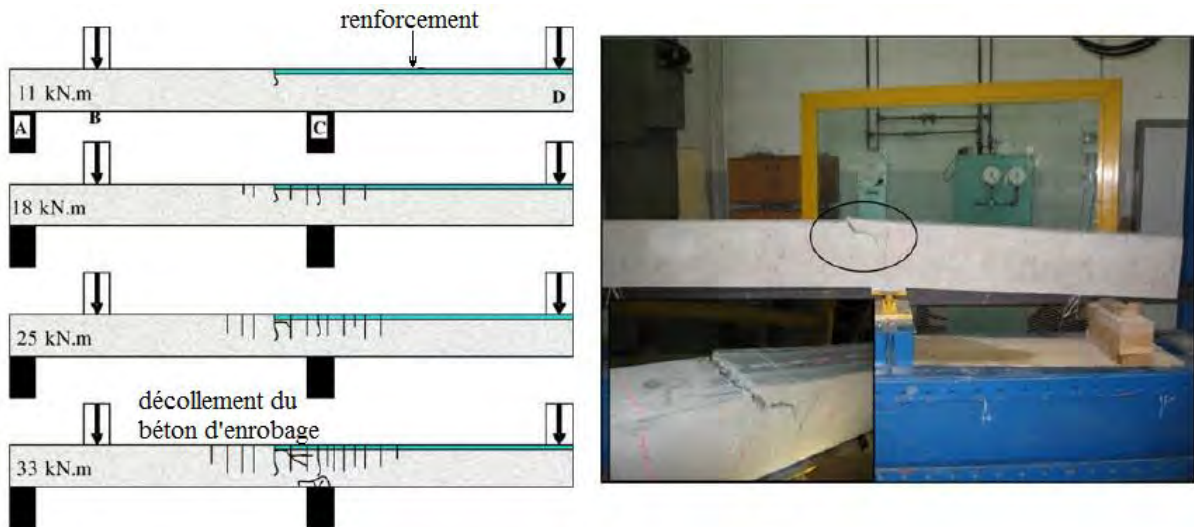 renforcement
11 kN.m
A
B
C
D
18 kN.m
25 kN.m
décollement du
béton d'enrobage
33 kN.m